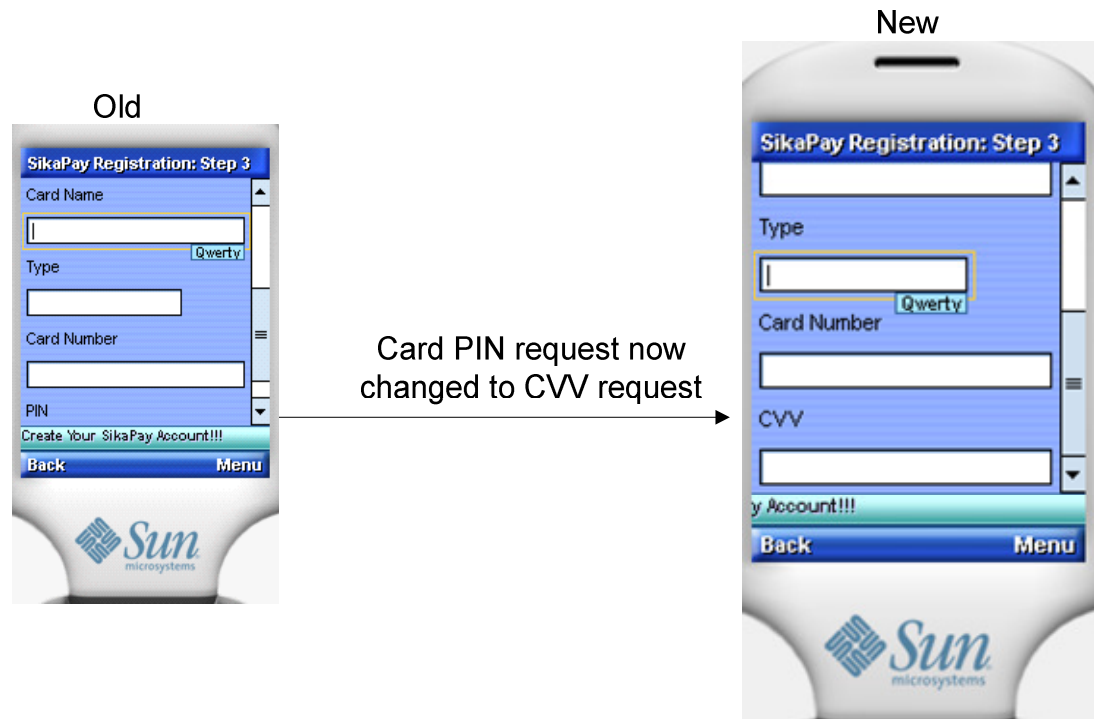 Old
SikaPay Registration: Step 3
Card Name
Qwerty
Type
Card Number
PIN
Create Your SikaPay Account!!!
Back Menu
Sun
microsystems
Card PIN request now
changed to CVV request
New
SikaPay Registration: Step 3
Type
Qwerty
Card Number
CVV
y Account!!!
Back Menu
Sun
microsystems